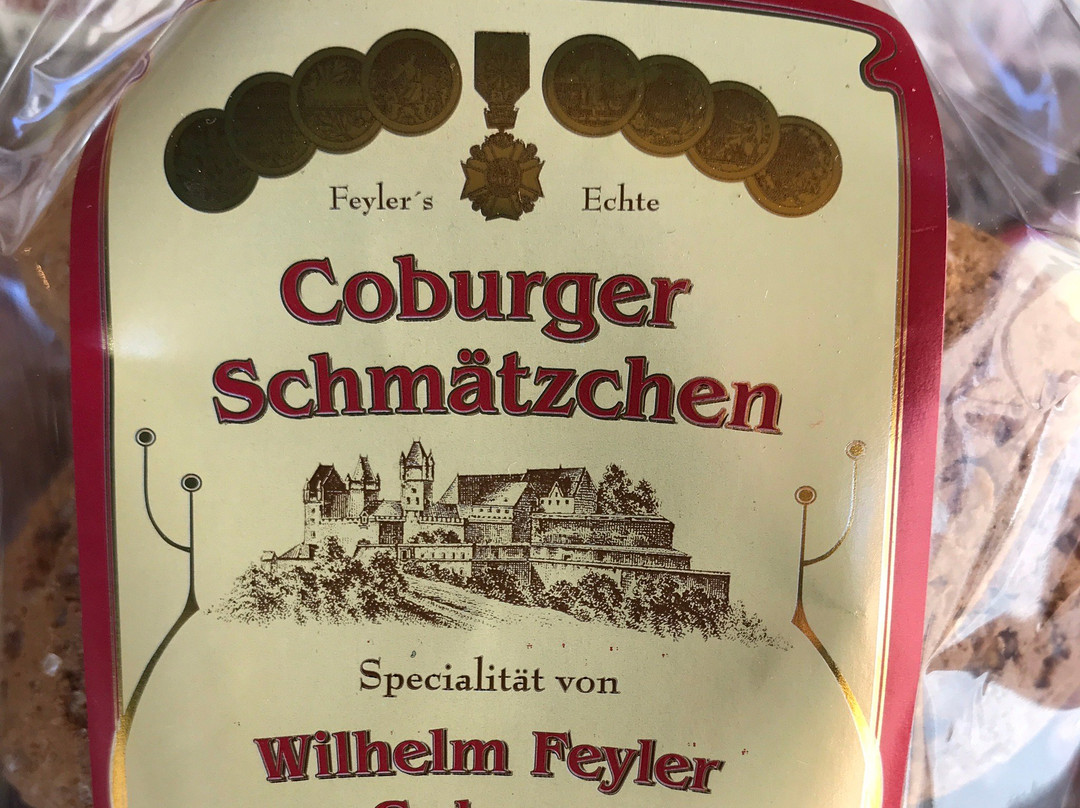 Feyler´s Echte
Coburger
Schmätzchen
Specialität von
Wilhelm Feyler